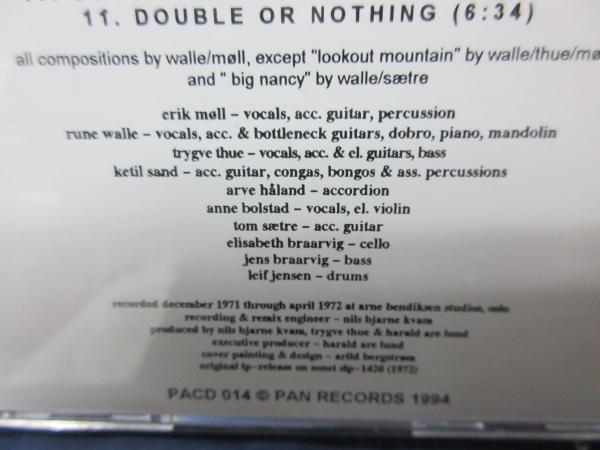 11. DOUBLE OR NOTHING (6:34)
all compositions by walle/møll, except "lookout mountain" by walle/thue/mø
and " big nancy" by walle/sætre
erik møll – vocals, acc. guitar, percussion
rune walle – vocals, acc. & bottleneck guitars, dobro, piano, mandolin
trygve thue – vocals, acc. & el. guitars, bass
ketil sand – acc. guitar, congas, bongos & ass. percussions
arve håland – accordion
anne bolstad – vocals, el. violin
tom sætre – acc. guitar
elisabeth braarvig – cello
jens braarvig – bass
leif jensen – drums
recorded december 1971 through april 1972 at arne bendiksen studios, oslo
recording & remix engineer – nils bjarne kvam
produced by nils bjarne kvam, trygve thue & harald are lund
executive producer – harald are lund
cover painting & design – arild bergstrøm
original lp–release on sonet slp–1420 (1972)
PACD 014 © PAN RECORDS 1994